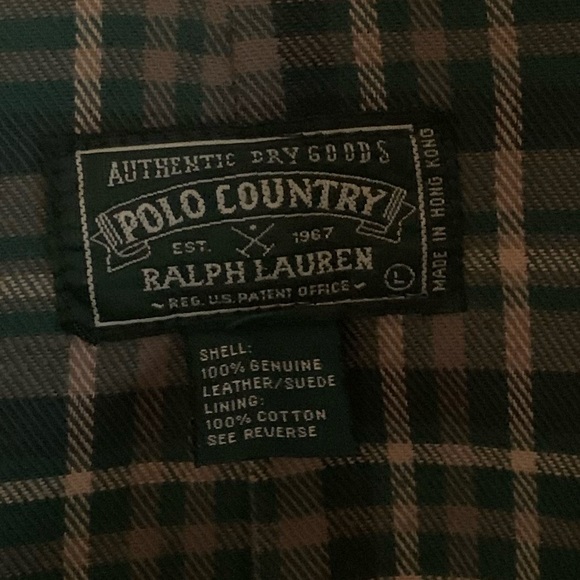 AUTHENTIC DRY GOODS
POLO COUNTRY
EST. 1967
RALPH LAUREN
~REG. U.S. PATENT OFFICE~
L
MADE IN HONG KONG
SHELL:
100% GENUINE
LEATHER/SUEDE
LINING:
100% COTTON
SEE REVERSE